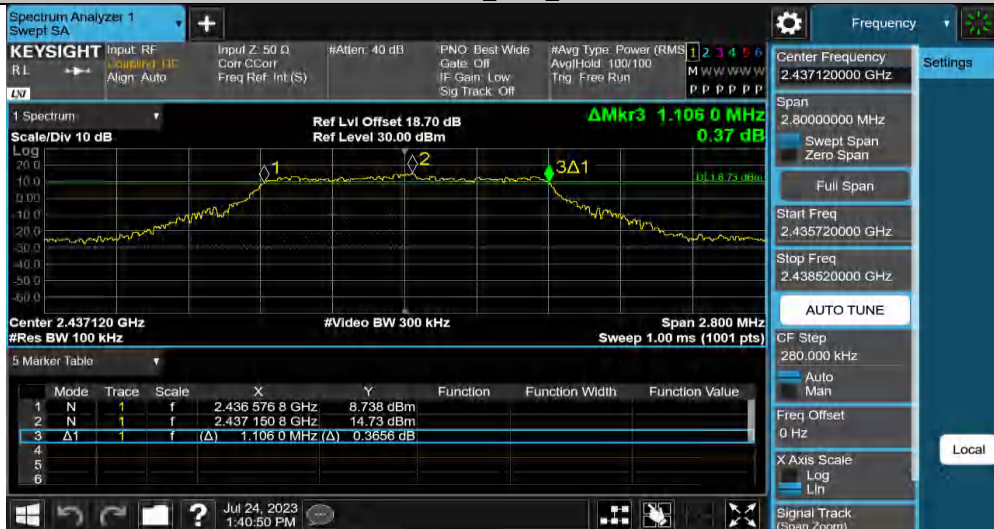 Spectrum Analyzer 1
Swept SA
+
Frequency
KEYSIGHT
RL
LXI
Input: RF
Coupling: DC
Align: Auto
Input Z: 50 Ω
Corr CCorr
Freq Ref: Int (S)
#Atten: 40 dB
PNO: Best Wide
Gate: Off
IF Gain: Low
Sig Track: Off
#Avg Type: Power (RMS
Avg|Hold: 100/100
Trig: Free Run
1 2 3 4 5 6
M W W W W W
P P P P P P
1 Spectrum
Scale/Div 10 dB
Ref Lvl Offset 18.70 dB
Ref Level 30.00 dBm
ΔMkr3 1.106 0 MHz
0.37 dB
Log
20.0
10.0
0.00
-10.0
-20.0
-30.0
-40.0
-50.0
-60.0
1
2
3Δ1
DL1 8.73 dBm
Center 2.437120 GHz
#Res BW 100 kHz
#Video BW 300 kHz
Span 2.800 MHz
Sweep 1.00 ms (1001 pts)
5 Marker Table
Mode Trace Scale X Y Function Function Width Function Value
1 N 1 f 2.436 576 8 GHz 8.738 dBm
2 N 1 f 2.437 150 8 GHz 14.73 dBm
3 Δ1 1 f (Δ) 1.106 0 MHz (Δ) 0.3656 dB
4
5
6
Jul 24, 2023
1:40:50 PM
?
Center Frequency
2.437120000 GHz
Span
2.80000000 MHz
Swept Span
Zero Span
Full Span
Start Freq
2.435720000 GHz
Stop Freq
2.438520000 GHz
AUTO TUNE
CF Step
280.000 kHz
Auto
Man
Freq Offset
0 Hz
X Axis Scale
Log
Lin
Signal Track
(Span Zoom)
Settings
Local